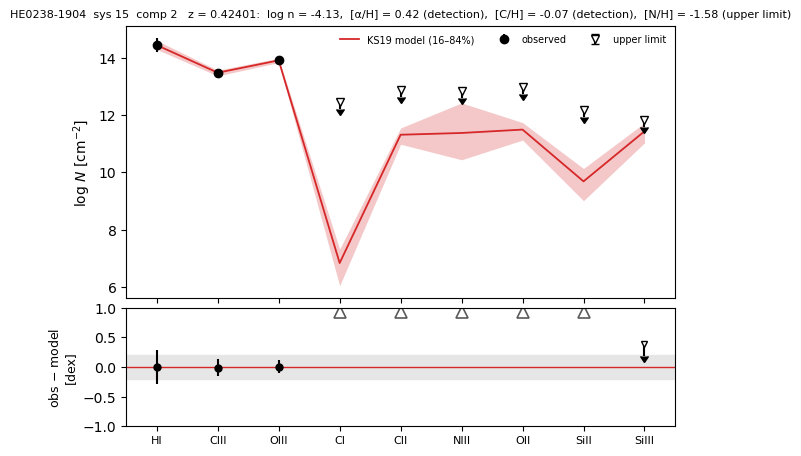 HE0238-1904  sys 15  comp 2   z = 0.42401:  log n = -4.13,  [α/H] = 0.42 (detection),  [C/H] = -0.07 (detection),  [N/H] = -1.58 (upper limit)
KS19 model (16–84%)
observed
upper limit
log N [cm⁻²]
14
12
10
8
6
obs − model
[dex]
1.0
0.5
0.0
−0.5
−1.0
HI
CIII
OIII
CI
CII
NIII
OII
SiII
SiIII